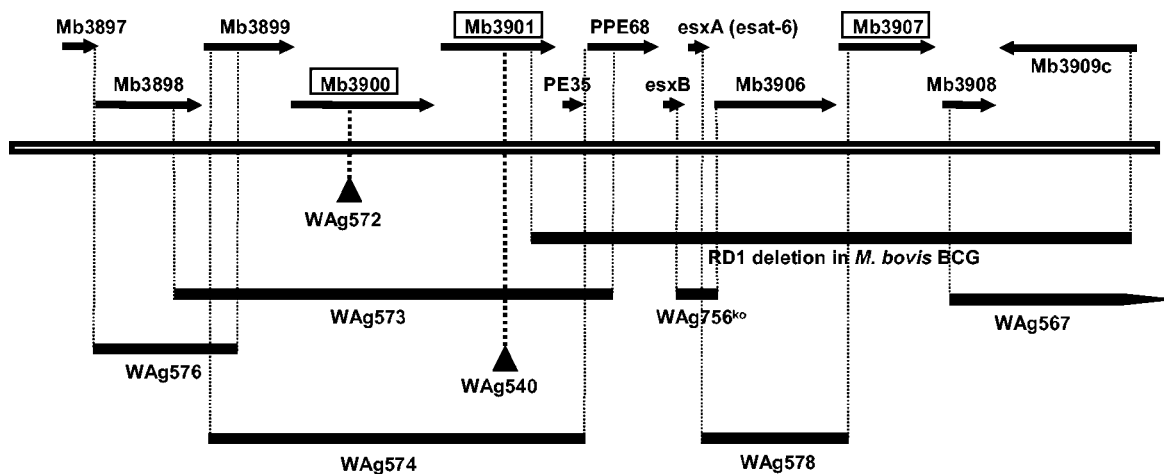 Mb3897 Mb3899 Mb3901 PPE68 esxA (esat-6) Mb3907
Mb3898 Mb3900 PE35 esxB Mb3906 Mb3908 Mb3909c
WAg572
RD1 deletion in M. bovis BCG
WAg573 WAg756ko WAg567
WAg576 WAg540
WAg574 WAg578